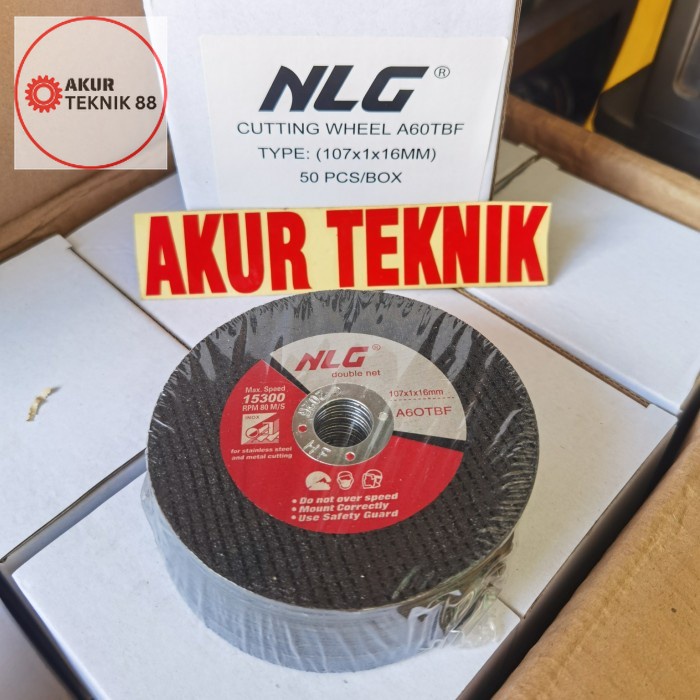 AKUR
TEKNIK 88
NLG®
CUTTING WHEEL A60TBF
TYPE: (107x1x16MM)
50 PCS/BOX
AKUR TEKNIK
NLG®
double net
Max. Speed
15300
RPM 80 M/S
107x1x16mm
A6OTBF
for stainless steel
and metal cutting
HF
• Do not over speed
• Mount Correctly
• Use Safety Guard